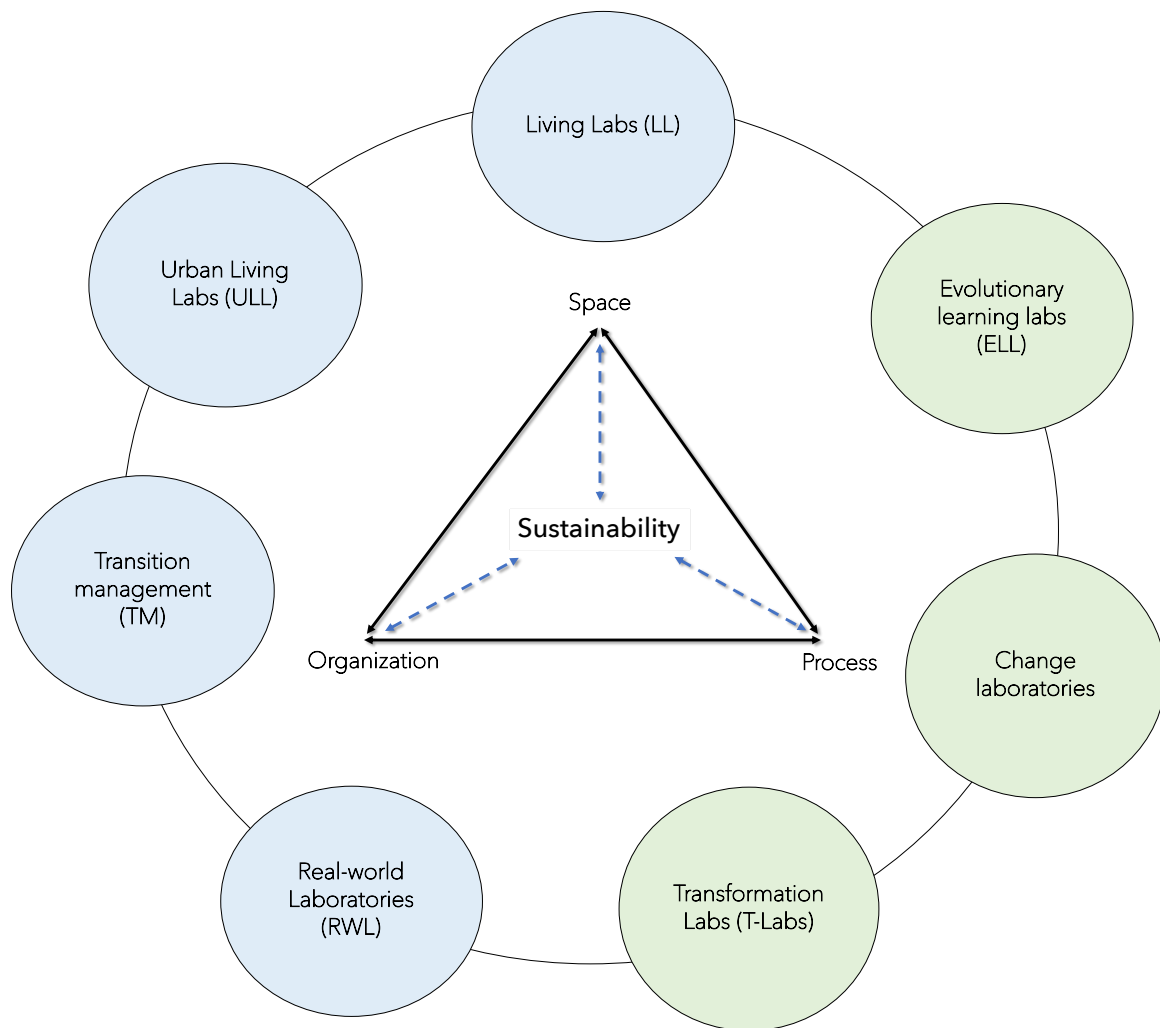 Living Labs (LL)
Urban Living
Labs (ULL)
Evolutionary
learning labs
(ELL)
Space
Sustainability
Transition
management
(TM)
Organization
Process
Change
laboratories
Real-world
Laboratories
(RWL)
Transformation
Labs (T-Labs)